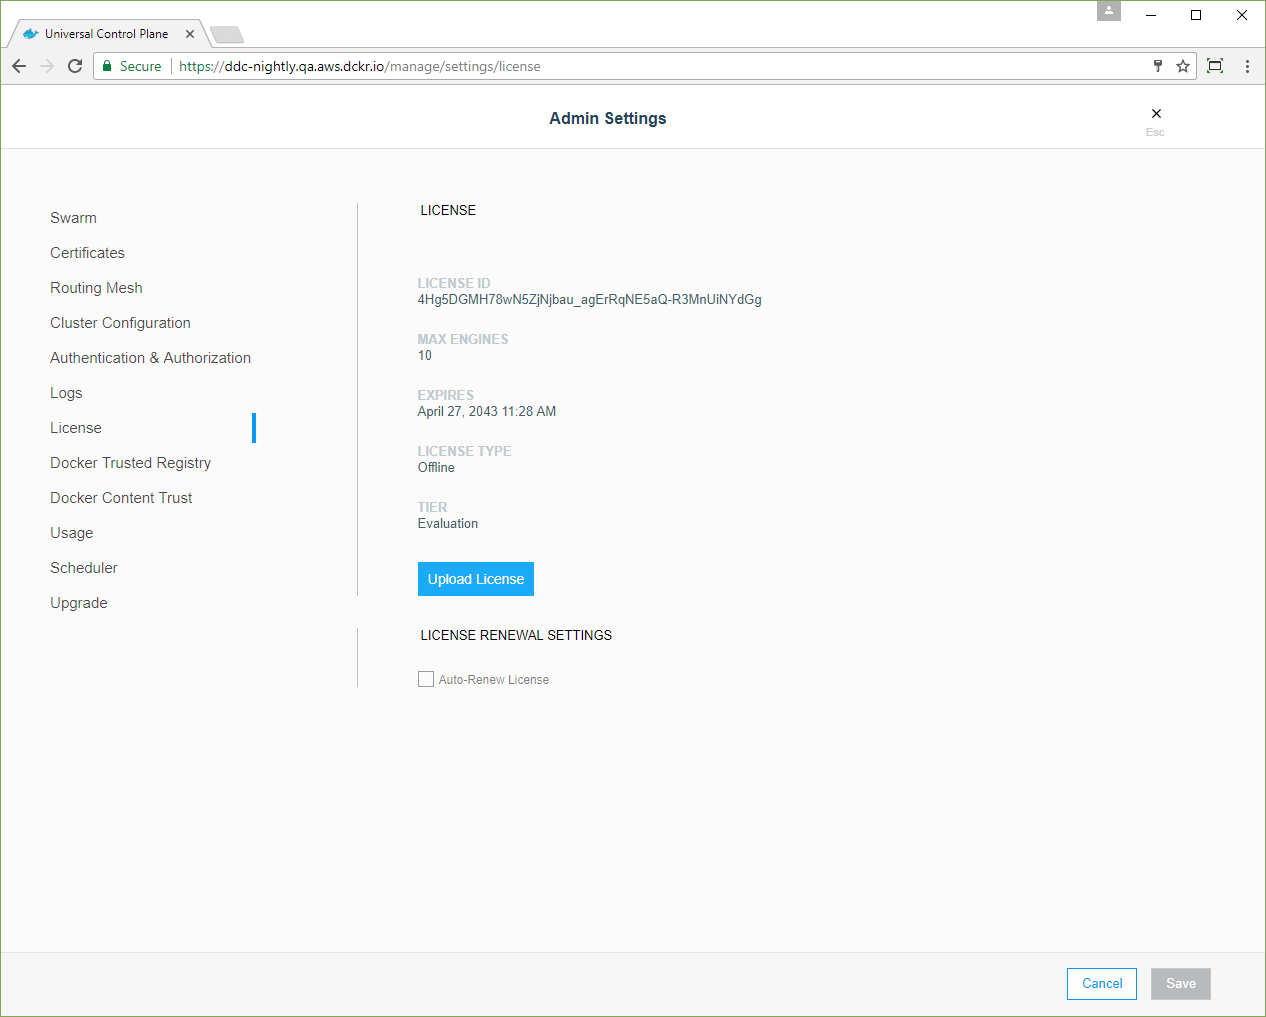 Universal Control Plane
Secure
https://ddc-nightly.qa.aws.dckr.io/manage/settings/license
Admin Settings
Esc
Swarm
Certificates
Routing Mesh
Cluster Configuration
Authentication & Authorization
Logs
License
Docker Trusted Registry
Docker Content Trust
Usage
Scheduler
Upgrade
LICENSE
LICENSE ID
4Hg5DGMH78wN5ZjNjbau_agErRqNE5aQ-R3MnUiNYdGg
MAX ENGINES
10
EXPIRES
April 27, 2043 11:28 AM
LICENSE TYPE
Offline
TIER
Evaluation
Upload License
LICENSE RENEWAL SETTINGS
Auto-Renew License
Cancel
Save